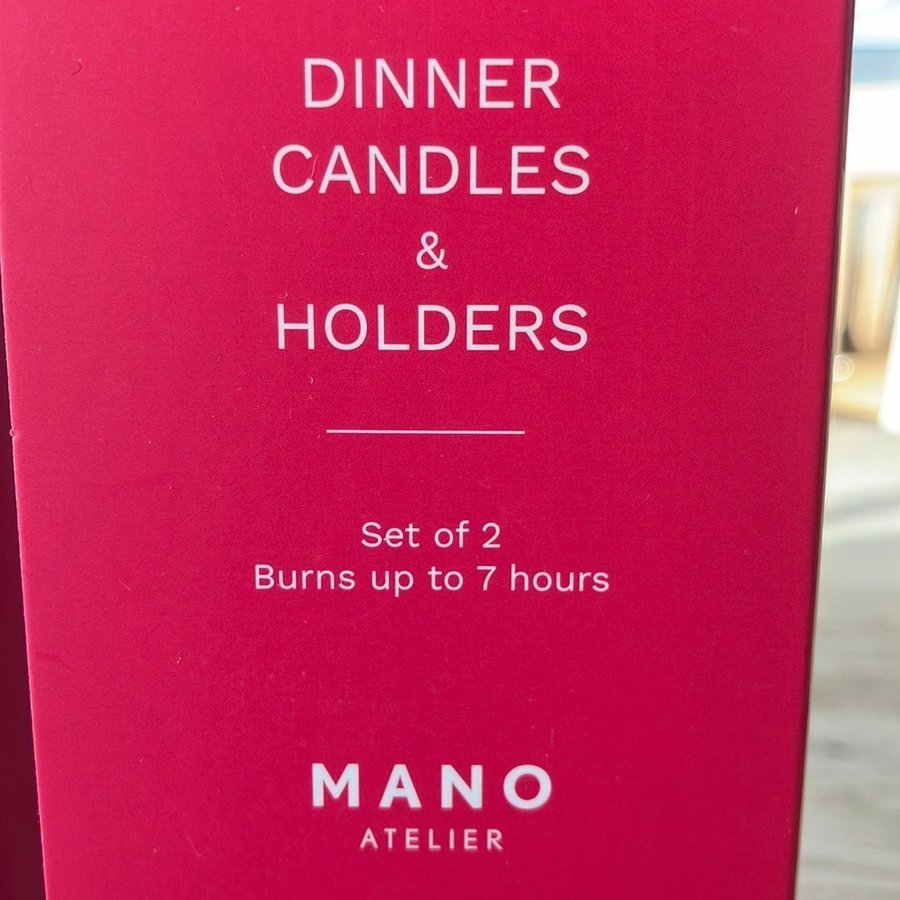 DINNER
CANDLES
&
HOLDERS
Set of 2
Burns up to 7 hours
MANO
ATELIER